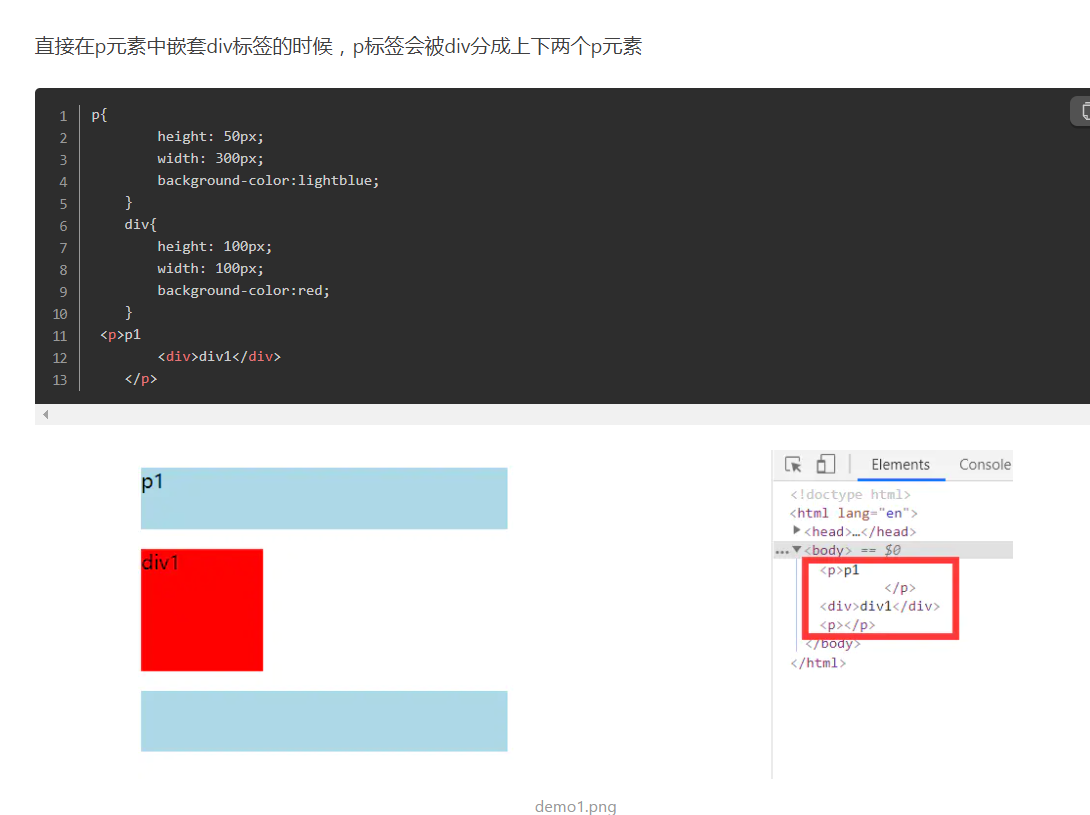 直接在p元素中嵌套div标签的时候，p标签会被div分成上下两个p元素
1 p{
2 height: 50px;
3 width: 300px;
4 background-color:lightblue;
5 }
6 div{
7 height: 100px;
8 width: 100px;
9 background-color:red;
10 }
11 <p>p1
12 <div>div1</div>
13 </p>
p1
div1
Elements Console
<!doctype html>
<html lang="en">
<head>…</head>
<body> == $0
<p>p1
</p>
<div>div1</div>
<p></p>
</body>
</html>
demo1.png